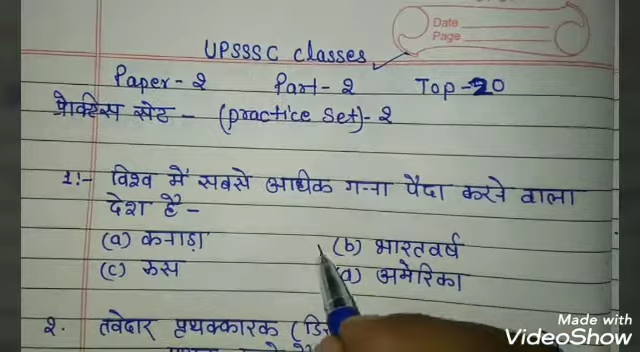 Date
Page
UPSSSC Classes
Paper-2 Part-2 Top-20
प्रेक्टिस सेट - (practice set)-2
1:- विश्व में सबसे अधिक गन्ना पैदा करने वाला
देश है -
(a) कनाड़ा (b) भारतवर्ष
(c) रूस (d) अमेरिका
2. तवेदार पृथक्कारक (डि
Made with
VideoShow